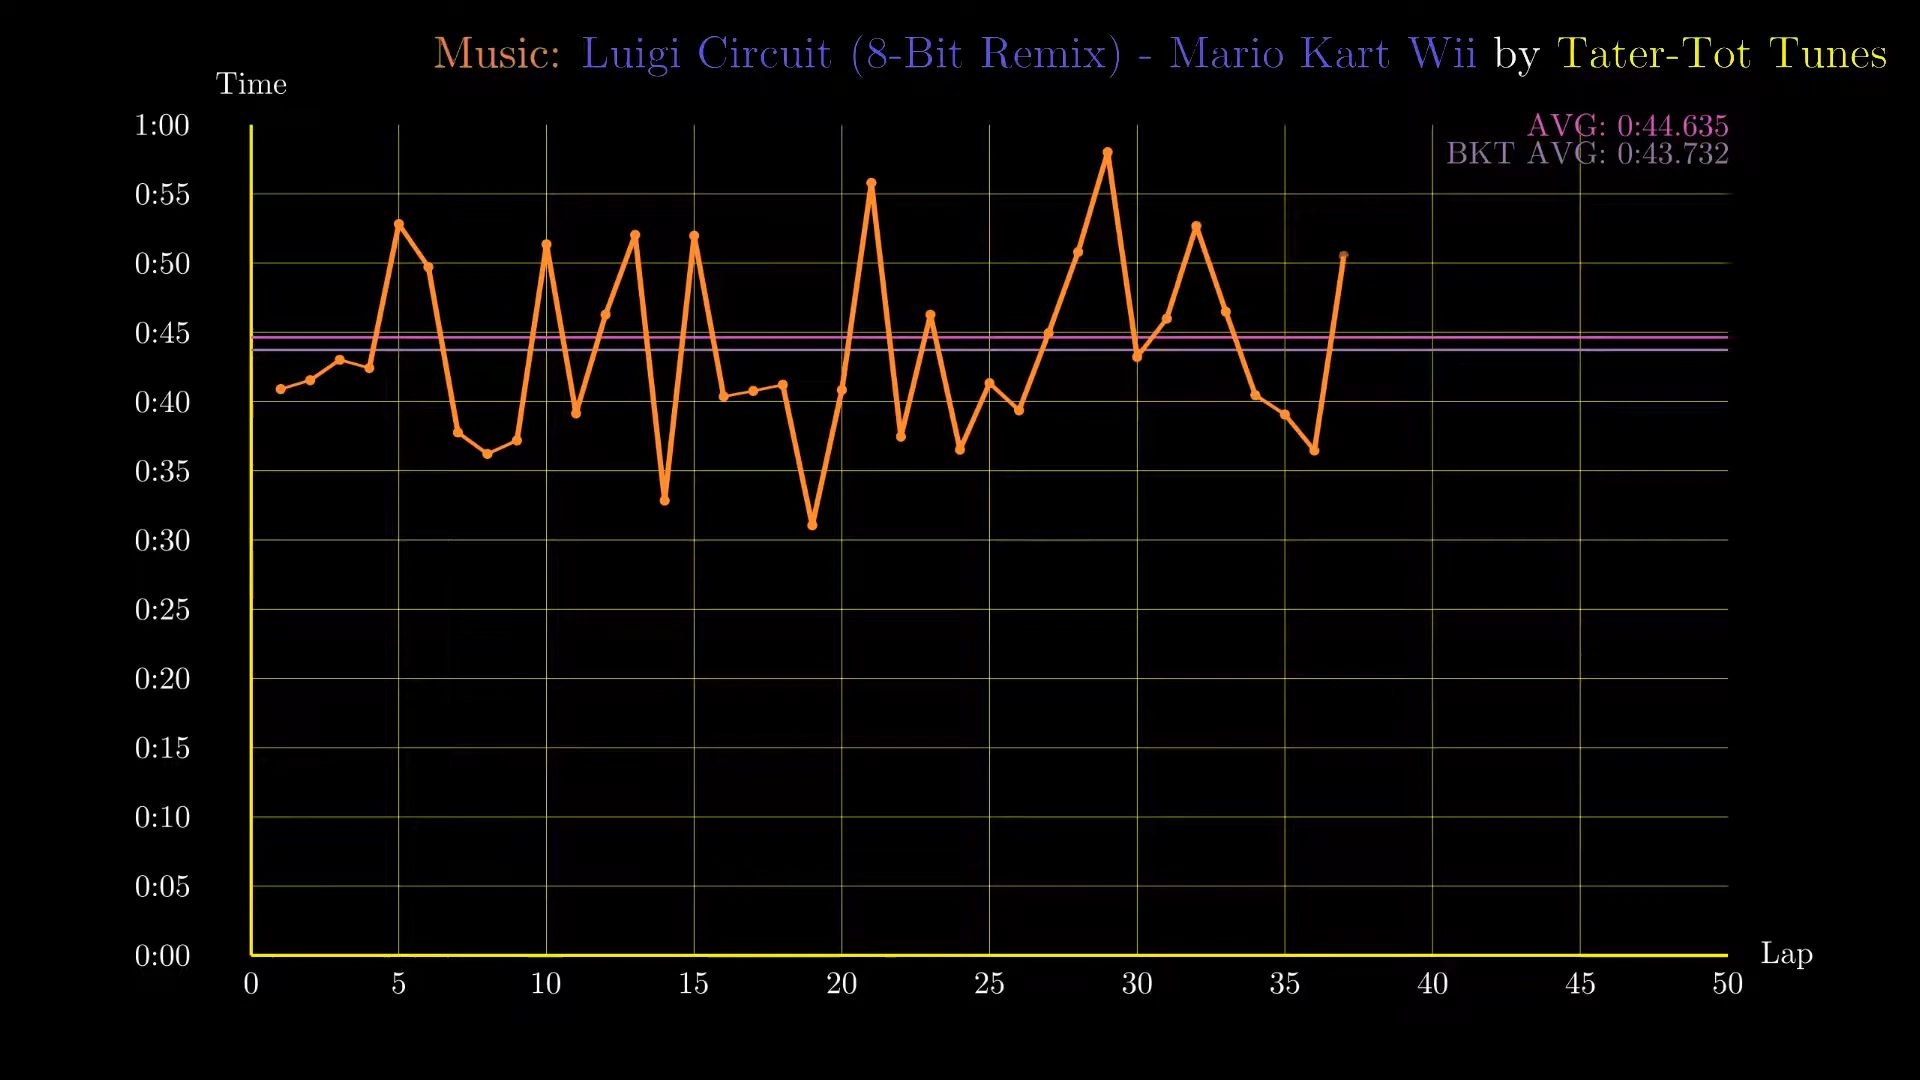 Music: Luigi Circuit (8-Bit Remix) - Mario Kart Wii by Tater-Tot Tunes
Time
AVG: 0:44.635
BKT AVG: 0:43.732
1:00
0:55
0:50
0:45
0:40
0:35
0:30
0:25
0:20
0:15
0:10
0:05
0:00
Lap
0 5 10 15 20 25 30 35 40 45 50